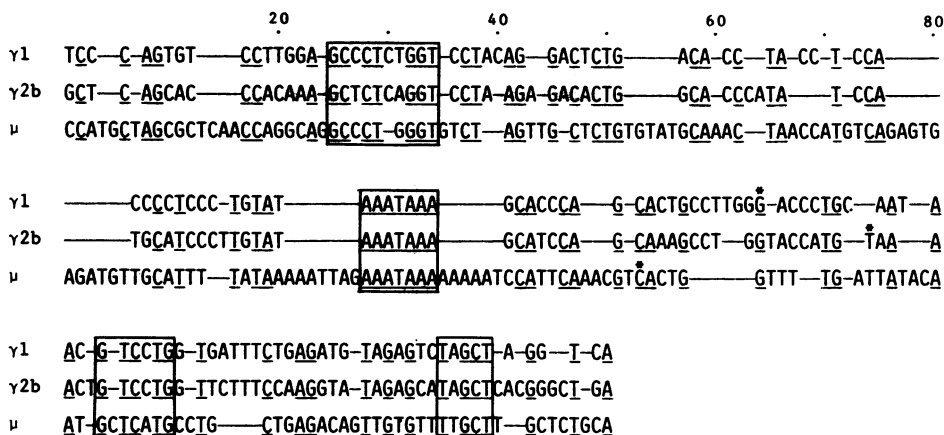 20 40 60 80
γ1 TCC—C-AGTGT——CCTTGGA-GCCCTCTGGT-CCTACAG—GACTCTG——ACA-CC—TA-CC-T-CCA——
γ2b GCT—C-AGCAC——CCACAAA-GCTCTCAGGT-CCTA-AGA-GACACTG——GCA-CCCATA——T-CCA——
μ CCATGCTAGCGCTCAACCAGGCAGGCCCT-GGGTGTCT—AGTTG-CTCTGTGTATGCAAAC—TAACCATGTCAGAGTG
* 
γ1 ——CCCCTCCC-TGTAT——AAATAAA——GCACCCA—G-CACTGCCTTGGG-ACCCTGC—AAT-A
*
γ2b ——TGCATCCCTTGTAT——AAATAAA——GCATCCA—G-CAAAGCCT—GGTACCATG-TAA—A
*
μ AGATGTTGCATTT-TATAAAAATTAGAAATAAAAAAAATCCATTCAAACGTCACTG——GTTT-TG-ATTATACA
γ1 AC-G-TCCTGG-TGATTTCTGAGATG-TAGAGTCTAGCT-A-GG—T-CA
γ2b ACTG-TCCTGG-TTCTTTCCAAGGTA-TAGAGCATAGCTCACGGGCT-GA
μ AT-GCTCATGCCTG——CTGAGACAGTTGTGTTTTGCTT-GCTCTGCA